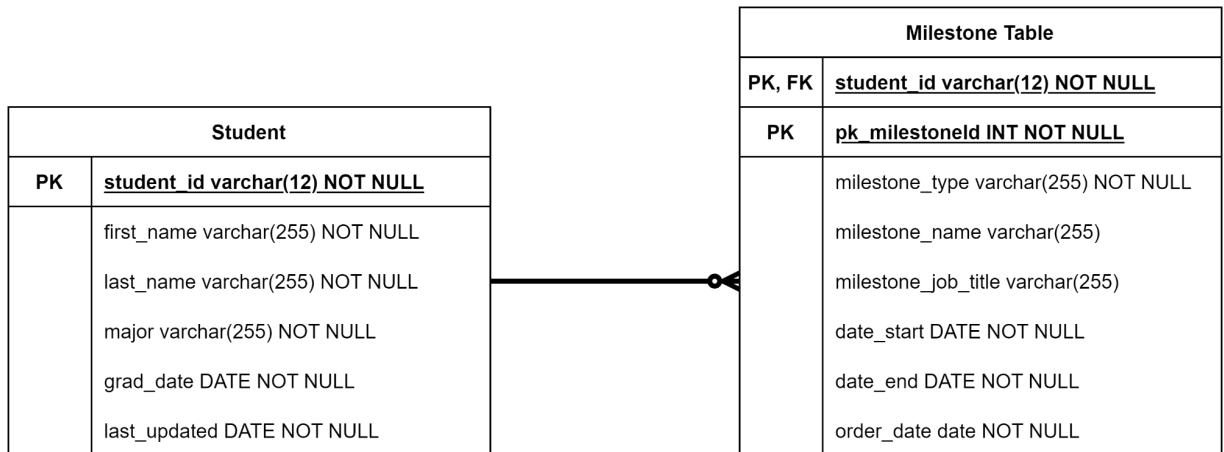 Student
PK student_id varchar(12) NOT NULL
first_name varchar(255) NOT NULL
last_name varchar(255) NOT NULL
major varchar(255) NOT NULL
grad_date DATE NOT NULL
last_updated DATE NOT NULL
Milestone Table
PK, FK student_id varchar(12) NOT NULL
PK pk_milestoneId INT NOT NULL
milestone_type varchar(255) NOT NULL
milestone_name varchar(255)
milestone_job_title varchar(255)
date_start DATE NOT NULL
date_end DATE NOT NULL
order_date date NOT NULL